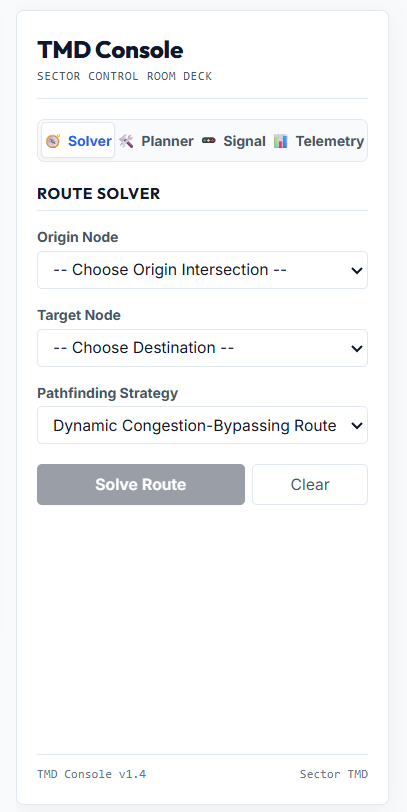 TMD Console
SECTOR CONTROL ROOM DECK
Solver Planner Signal Telemetry
ROUTE SOLVER
Origin Node
-- Choose Origin Intersection --
Target Node
-- Choose Destination --
Pathfinding Strategy
Dynamic Congestion-Bypassing Route
Solve Route Clear
TMD Console v1.4 Sector TMD